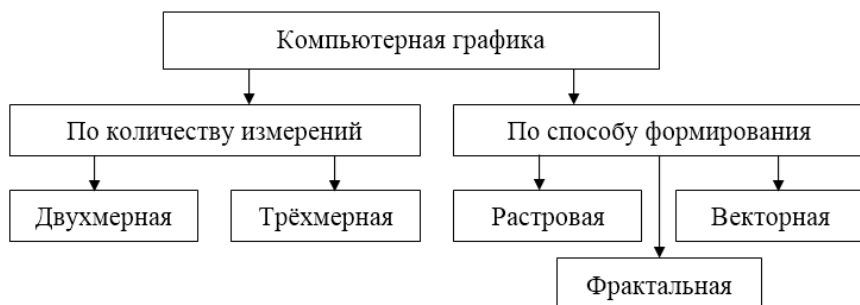 Компьютерная графика
По количеству измерений
По способу формирования
Двухмерная
Трёхмерная
Растровая
Векторная
Фрактальная